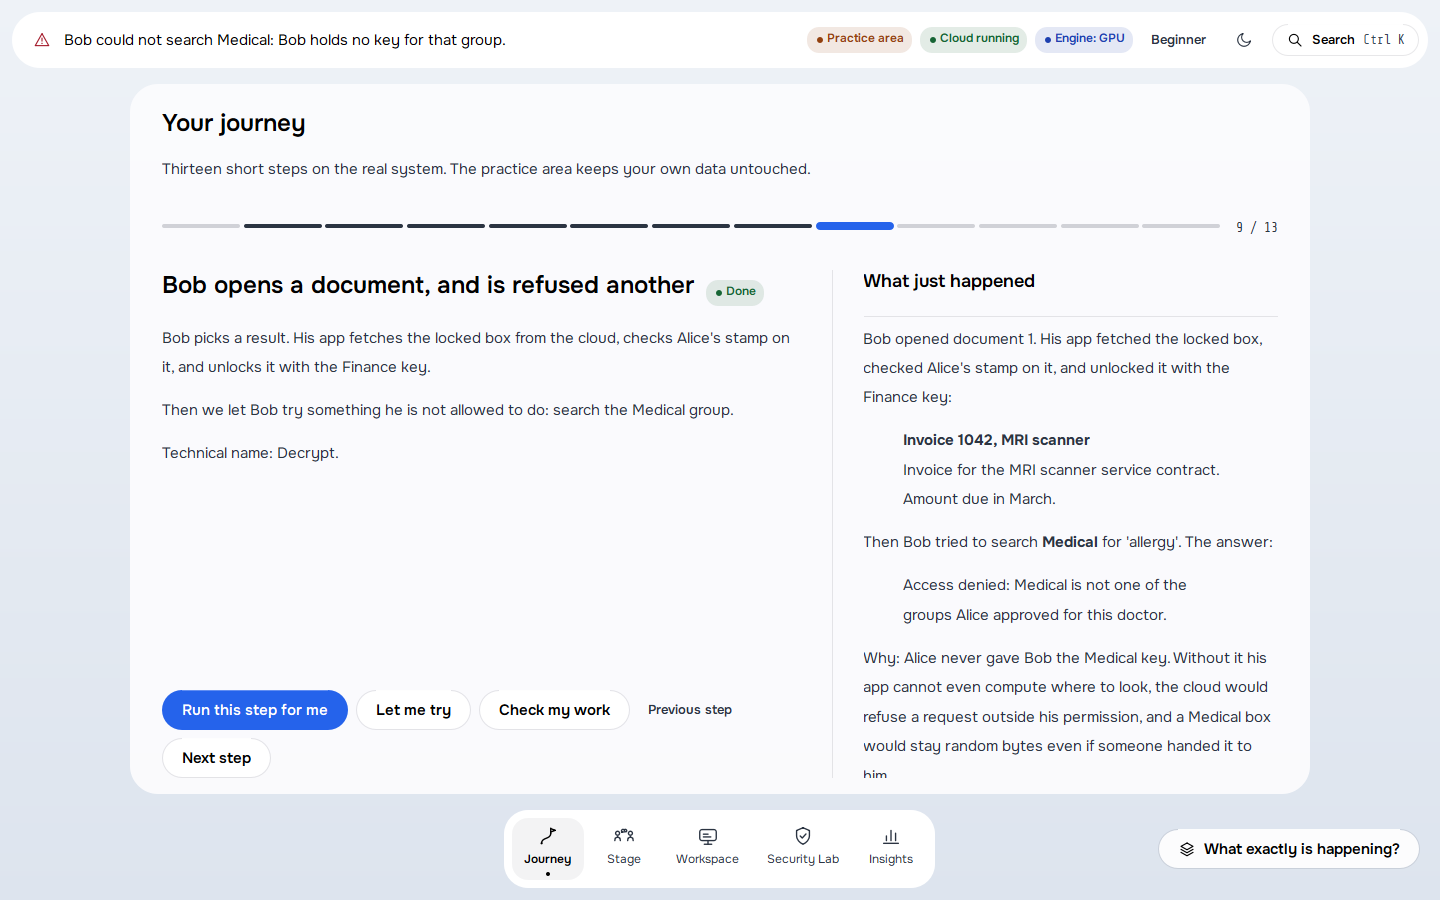 Bob could not search Medical: Bob holds no key for that group.
Practice area
Cloud running
Engine: GPU
Beginner
Search Ctrl K
Your journey
Thirteen short steps on the real system. The practice area keeps your own data untouched.
9 / 13
Bob opens a document, and is refused another
Done
Bob picks a result. His app fetches the locked box from the cloud, checks Alice's stamp on
it, and unlocks it with the Finance key.
Then we let Bob try something he is not allowed to do: search the Medical group.
Technical name: Decrypt.
Run this step for me
Let me try
Check my work
Previous step
Next step
What just happened
Bob opened document 1. His app fetched the locked box,
checked Alice's stamp on it, and unlocked it with the
Finance key:
Invoice 1042, MRI scanner
Invoice for the MRI scanner service contract.
Amount due in March.
Then Bob tried to search Medical for 'allergy'. The answer:
Access denied: Medical is not one of the
groups Alice approved for this doctor.
Why: Alice never gave Bob the Medical key. Without it his
app cannot even compute where to look, the cloud would
refuse a request outside his permission, and a Medical box
would stay random bytes even if someone handed it to
him
Journey
Stage
Workspace
Security Lab
Insights
What exactly is happening?